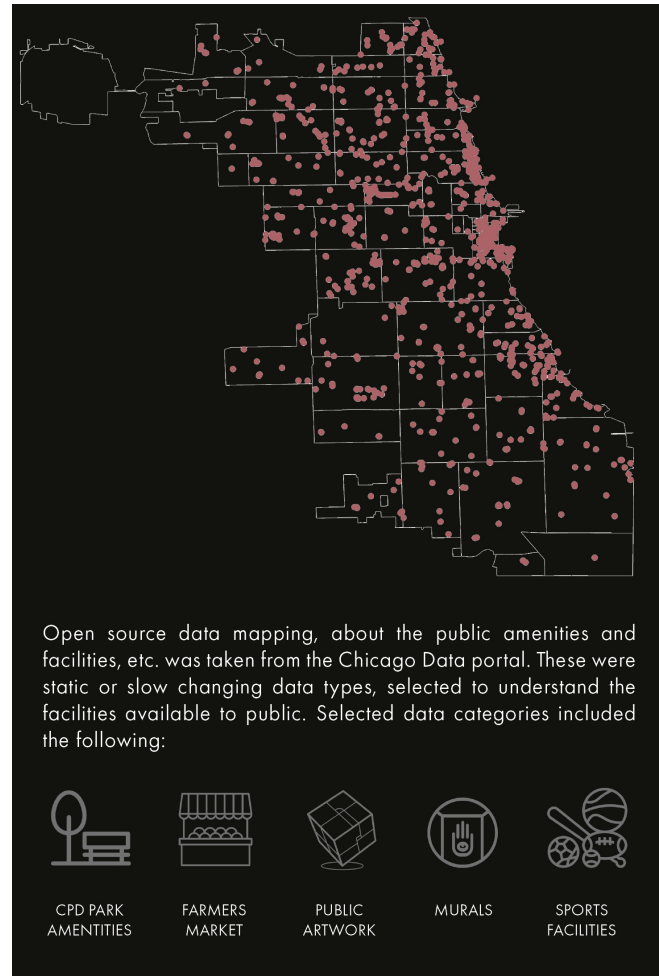 Open source data mapping, about the public amenities and
facilities, etc. was taken from the Chicago Data portal. These were
static or slow changing data types, selected to understand the
facilities available to public. Selected data categories included
the following:
CPD PARK
AMENTITIES
FARMERS
MARKET
PUBLIC
ARTWORK
MURALS
SPORTS
FACILITIES